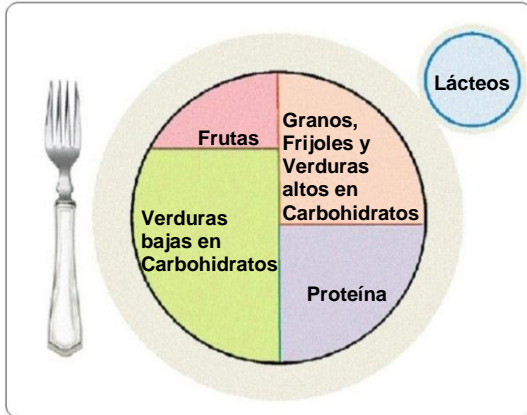 Lácteos
Frutas
Granos,
Frijoles y
Verduras
altos en
Carbohidratos
Verduras
bajas en
Carbohidratos
Proteína